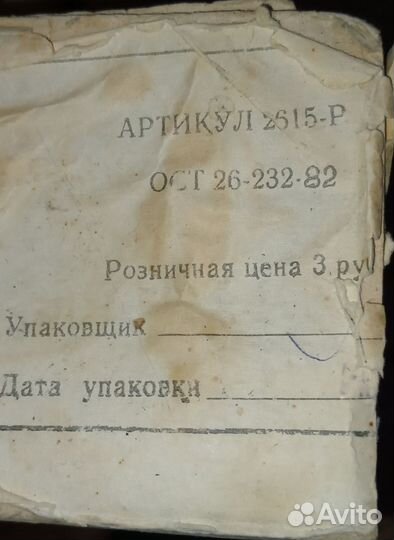 АРТИКУЛ 2615-Р
ОСТ 26-232-82
Розничная цена 3 ру
Упаковщик
Дата упаковки
Avito